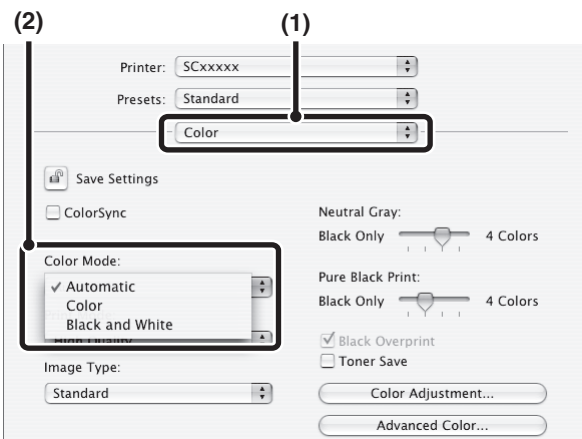 (2)
(1)
Printer: SCxxxxx
Presets: Standard
Color
Save Settings
ColorSync
Color Mode:
Automatic
Color
Black and White
High Quality
Image Type:
Standard
Neutral Gray:
Black Only 4 Colors
Pure Black Print:
Black Only 4 Colors
Black Overprint
Toner Save
Color Adjustment...
Advanced Color...